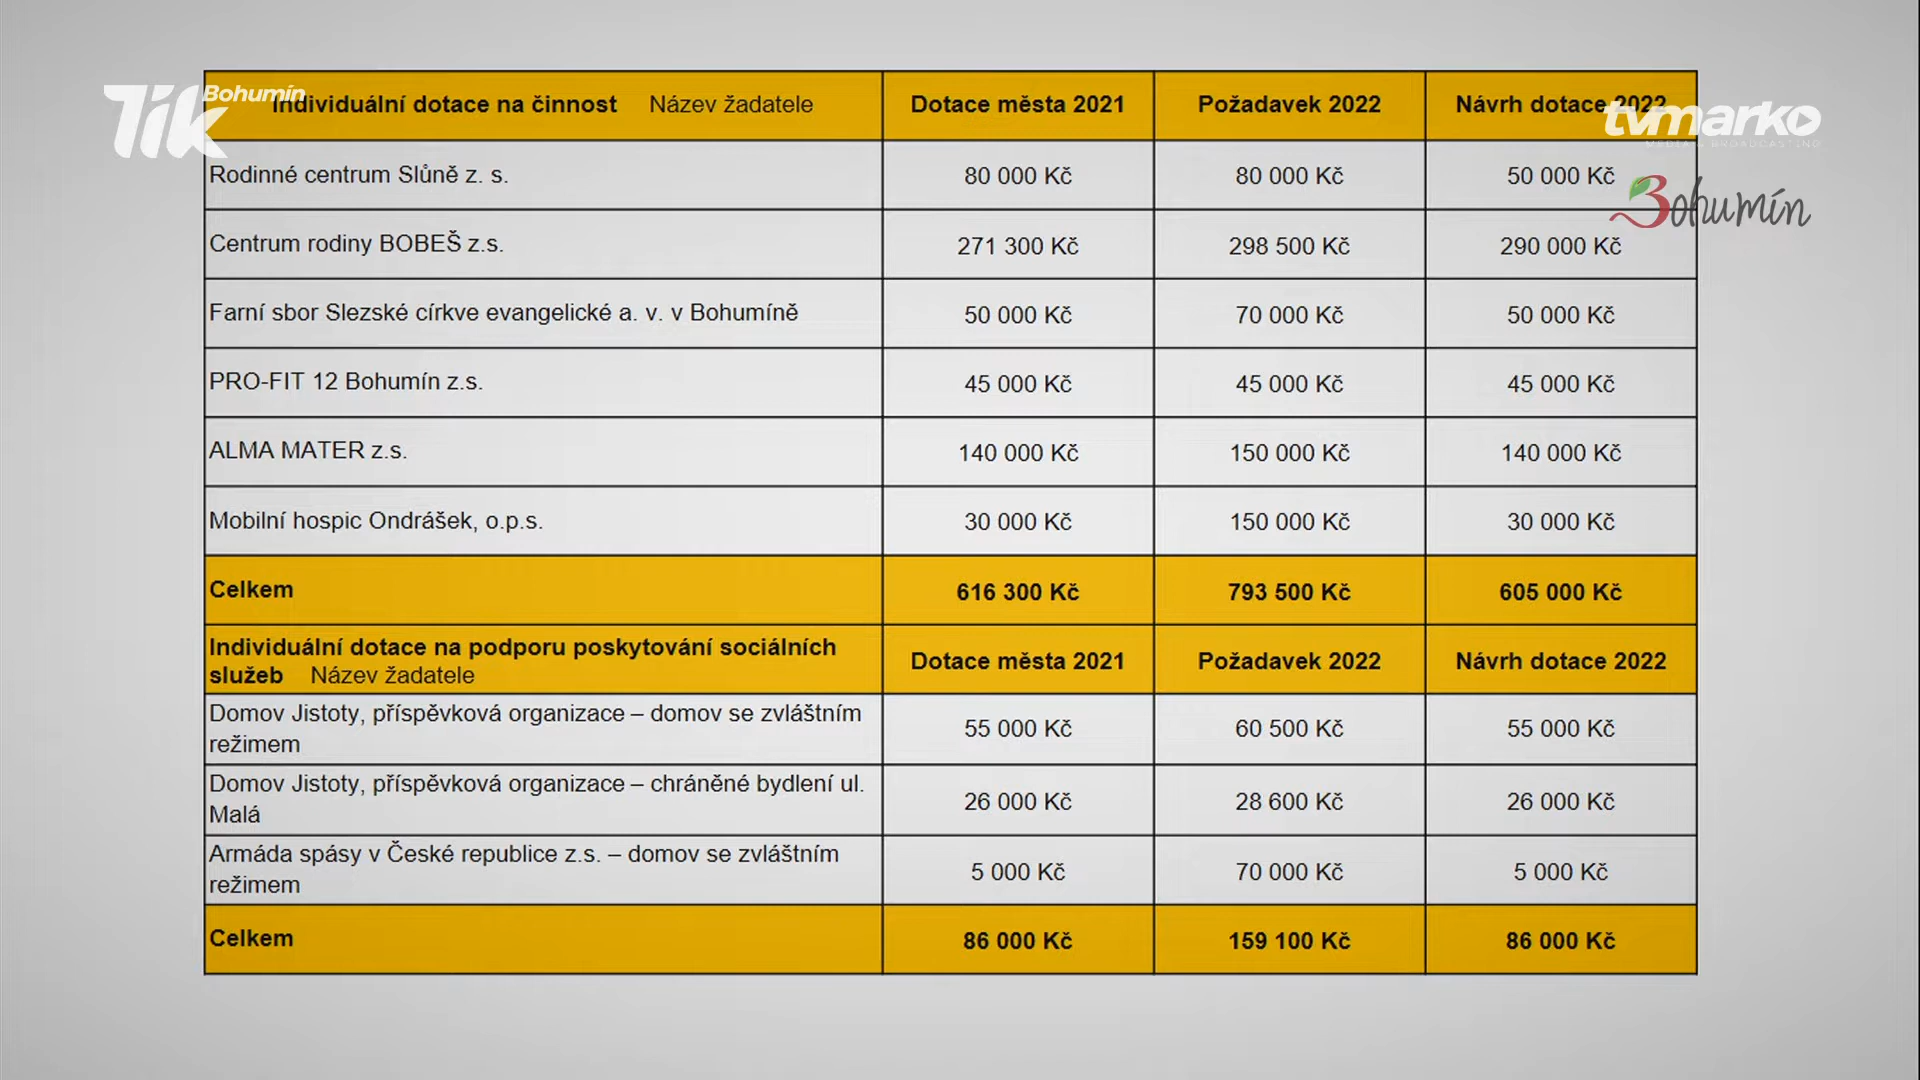 Tik Bohumín
Individuální dotace na činnost Název žadatele Dotace města 2021 Požadavek 2022 Návrh dotace 2022
tvmarko
MEDIA & BROADCASTING
Rodinné centrum Slůně z. s. 80 000 Kč 80 000 Kč 50 000 Kč
Bohumín
Centrum rodiny BOBEŠ z.s. 271 300 Kč 298 500 Kč 290 000 Kč
Farní sbor Slezské církve evangelické a. v. v Bohumíně 50 000 Kč 70 000 Kč 50 000 Kč
PRO-FIT 12 Bohumín z.s. 45 000 Kč 45 000 Kč 45 000 Kč
ALMA MATER z.s. 140 000 Kč 150 000 Kč 140 000 Kč
Mobilní hospic Ondrášek, o.p.s. 30 000 Kč 150 000 Kč 30 000 Kč
Celkem 616 300 Kč 793 500 Kč 605 000 Kč
Individuální dotace na podporu poskytování sociálních
služeb Název žadatele Dotace města 2021 Požadavek 2022 Návrh dotace 2022
Domov Jistoty, příspěvková organizace – domov se zvláštním
režimem 55 000 Kč 60 500 Kč 55 000 Kč
Domov Jistoty, příspěvková organizace – chráněné bydlení ul.
Malá 26 000 Kč 28 600 Kč 26 000 Kč
Armáda spásy v České republice z.s. – domov se zvláštním
režimem 5 000 Kč 70 000 Kč 5 000 Kč
Celkem 86 000 Kč 159 100 Kč 86 000 Kč